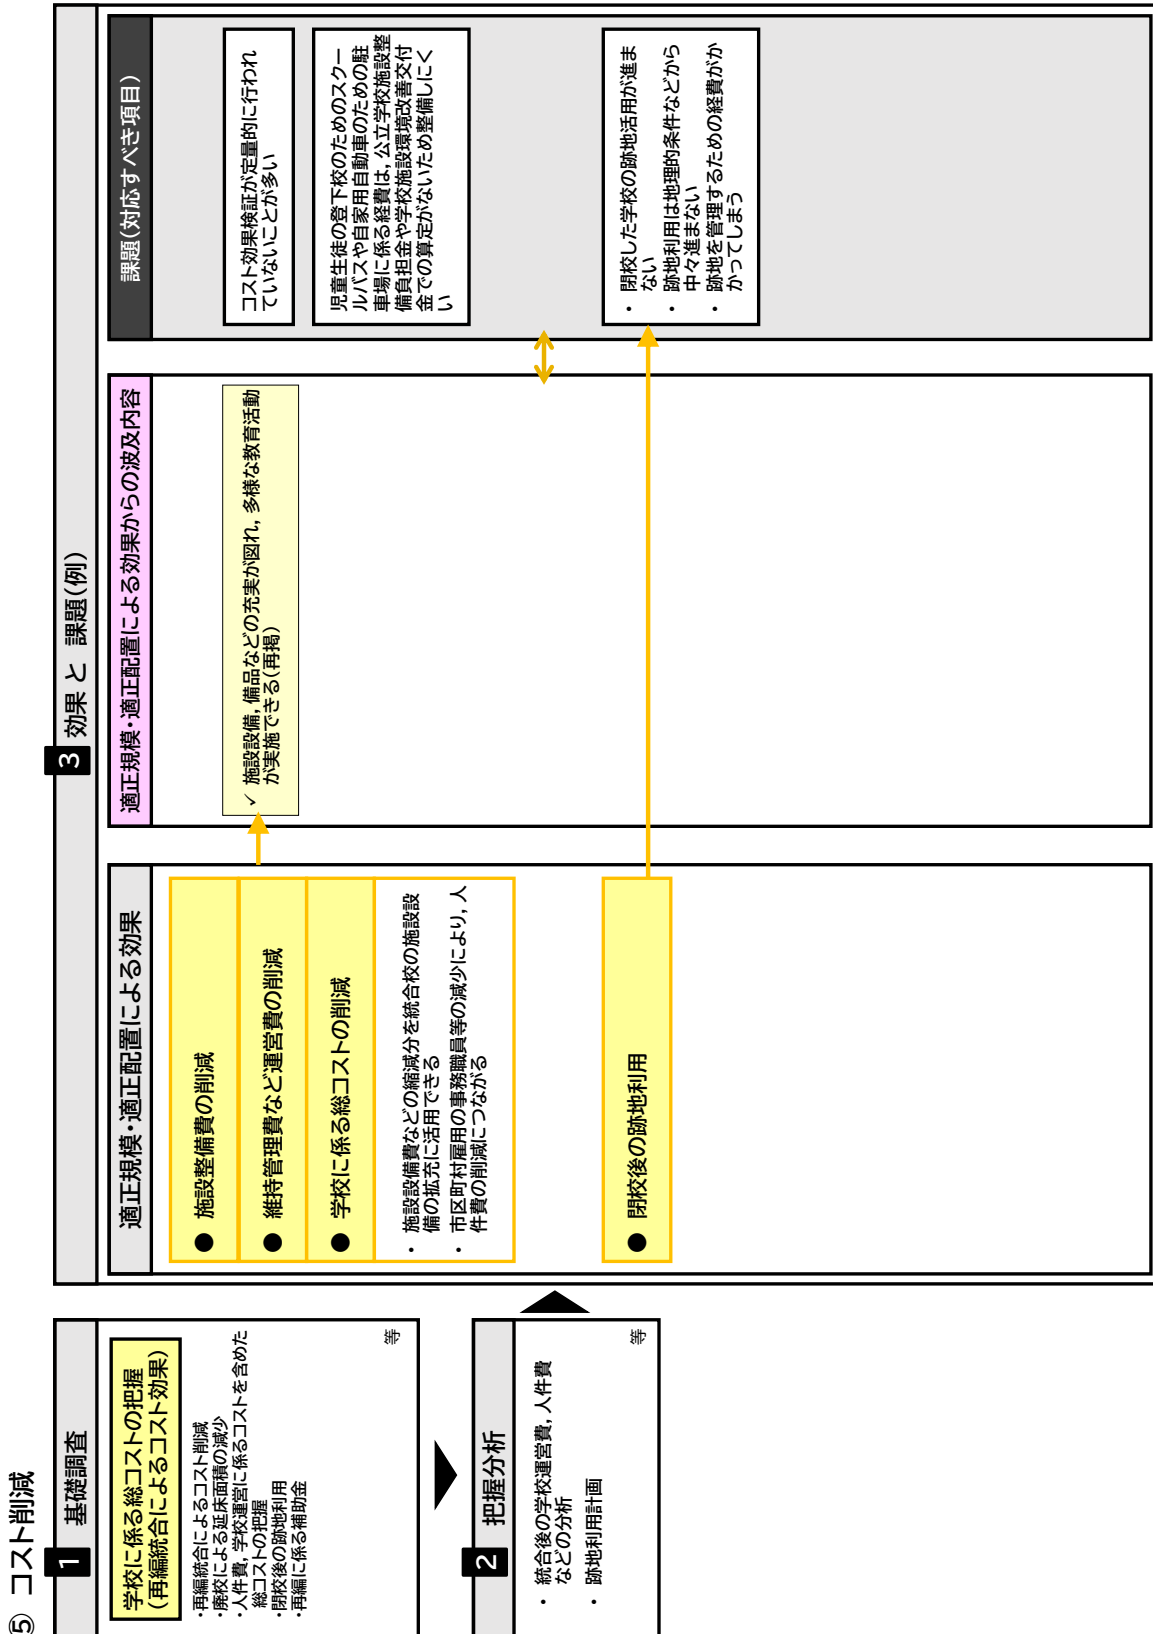 ⑤ コスト削減
1 基礎調査
学校に係る総コストの把握
(再編統合によるコスト効果)
・再編統合によるコスト削減
・廃校による延床面積の減少
・人件費,学校運営に係るコストを含めた
総コストの把握
・閉校後の跡地利用
・再編に係る補助金
等
2 把握分析
・ 統合後の学校運営費,人件費
などの分析
・ 跡地利用計画
等
3 効果 と 課題(例)
適正規模・適正配置による効果
● 施設整備費の削減
● 維持管理費など運営費の削減
● 学校に係る総コストの削減
・ 施設設備費などの縮減分を統合校の施設設
備の拡充に活用できる
・ 市区町村雇用の事務職員等の減少により,人
件費の削減につながる
● 閉校後の跡地利用
適正規模・適正配置による効果からの波及内容
✓ 施設設備,備品などの充実が図れ,多様な教育活動
が実施できる(再掲)
課題(対応すべき項目)
コスト効果検証が定量的に行われ
ていないことが多い
児童生徒の登下校のためのスクー
ルバスや自家用自動車のための駐
車場に係る経費は,公立学校施設整
備負担金や学校施設環境改善交付
金での算定がないため整備しにく
い
・ 閉校した学校の跡地活用が進ま
ない
・ 跡地利用は地理的条件などから
中々進まない
・ 跡地を管理するための経費がか
かってしまう